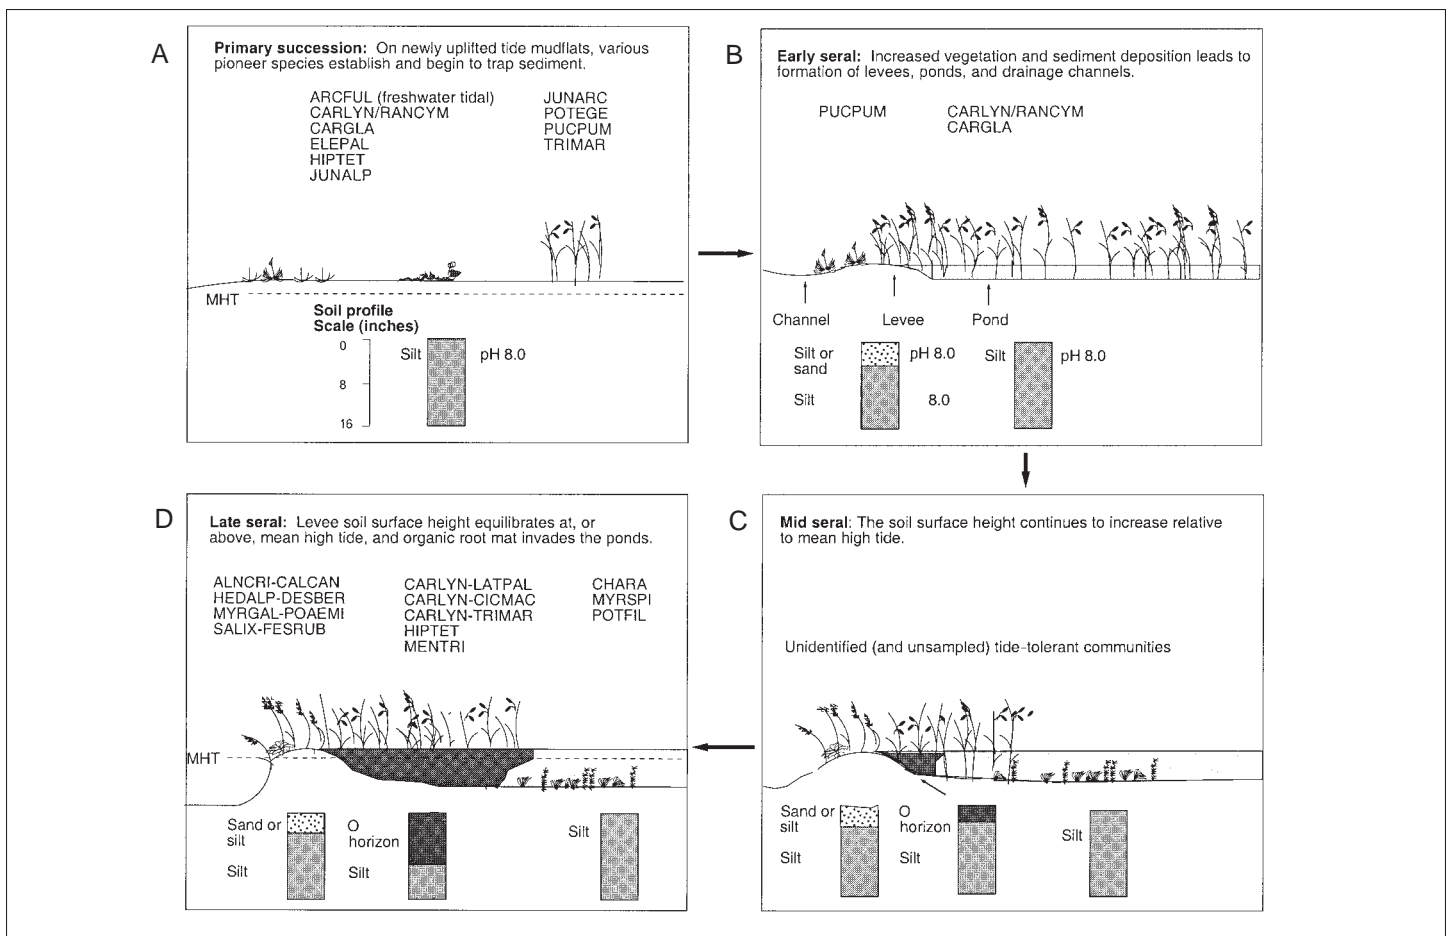 A
Primary succession: On newly uplifted tide mudflats, various
pioneer species establish and begin to trap sediment.
ARCFUL (freshwater tidal)
CARLYN/RANCYM
CARGLA
ELEPAL
HIPTET
JUNALP
JUNARC
POTEGE
PUCPUM
TRIMAR
MHT
Soil profile
Scale (inches)
0
8
16
Silt
pH 8.0
B
Early seral: Increased vegetation and sediment deposition leads to
formation of levees, ponds, and drainage channels.
PUCPUM
CARLYN/RANCYM
CARGLA
Channel
Levee
Pond
Silt or
sand
pH 8.0
Silt
8.0
Silt
pH 8.0
D
Late seral: Levee soil surface height equilibrates at, or
above, mean high tide, and organic root mat invades the ponds.
ALNCRI-CALCAN
HEDALP-DESBER
MYRGAL-POAEMI
SALIX-FESRUB
CARLYN-LATPAL
CARLYN-CICMAC
CARLYN-TRIMAR
HIPTET
MENTRI
CHARA
MYRSPI
POTFIL
MHT
Sand or
silt
Silt
O
horizon
Silt
Silt
C
Mid seral: The soil surface height continues to increase relative
to mean high tide.
Unidentified (and unsampled) tide-tolerant communities
Sand or
silt
Silt
O
horizon
Silt
Silt